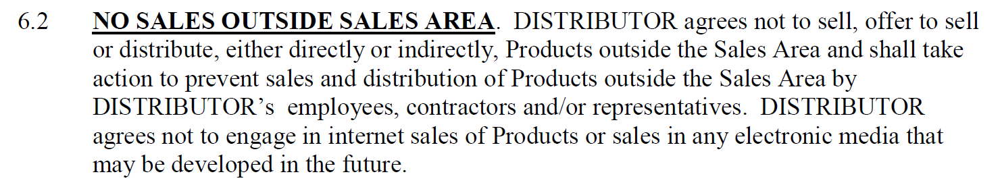 6.2 NO SALES OUTSIDE SALES AREA. DISTRIBUTOR agrees not to sell, offer to sell
or distribute, either directly or indirectly, Products outside the Sales Area and shall take
action to prevent sales and distribution of Products outside the Sales Area by
DISTRIBUTOR’s employees, contractors and/or representatives. DISTRIBUTOR
agrees not to engage in internet sales of Products or sales in any electronic media that
may be developed in the future.